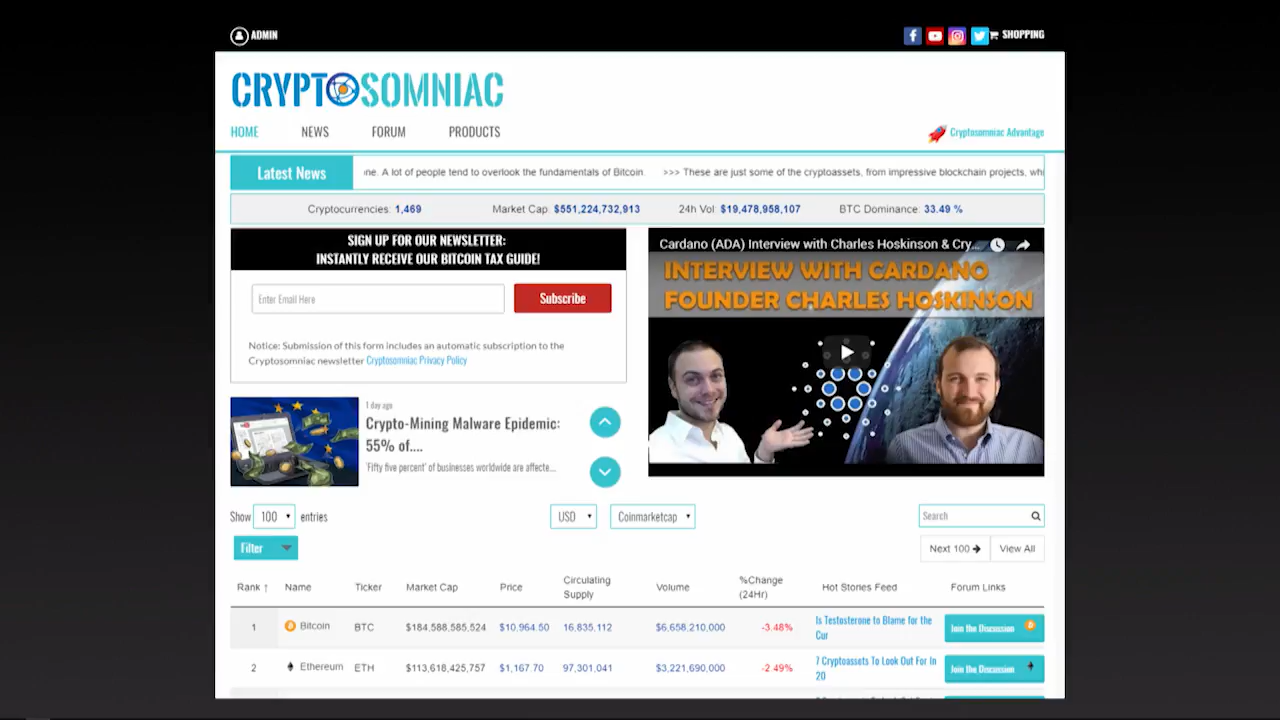 ADMIN
SHOPPING
CRYPTOSOMNIAC
HOME NEWS FORUM PRODUCTS
Cryptosomniac Advantage
Latest News
ne. A lot of people tend to overlook the fundamentals of Bitcoin. >>> These are just some of the cryptoassets, from impressive blockchain projects, wh
Cryptocurrencies: 1,469 Market Cap: $551,224,732,913 24h Vol: $19,478,958,107 BTC Dominance: 33.49 %
SIGN UP FOR OUR NEWSLETTER:
INSTANTLY RECEIVE OUR BITCOIN TAX GUIDE!
Enter Email Here
Subscribe
Notice: Submission of this form includes an automatic subscription to the
Cryptosomniac newsletter Cryptosomniac Privacy Policy
Cardano (ADA) Interview with Charles Hoskinson & Cry...
INTERVIEW WITH CARDANO
FOUNDER CHARLES HOSKINSON
1 day ago
Crypto-Mining Malware Epidemic:
55% of....
'Fifty five percent' of businesses worldwide are affecte...
Show 100 entries USD Coinmarketcap Search
Filter Next 100 View All
Rank ↑ Name Ticker Market Cap Price Circulating Supply Volume %Change (24Hr) Hot Stories Feed Forum Links
1 Bitcoin BTC $184,588,585,524 $10,964.50 16,835,112 $6,658,210,000 -3.48% Is Testosterone to Blame for the Cur Join the Discussion
2 Ethereum ETH $113,618,425,757 $1,167.70 97,301,041 $3,221,690,000 -2.49% 7 Cryptoassets To Look Out For In 20 Join the Discussion